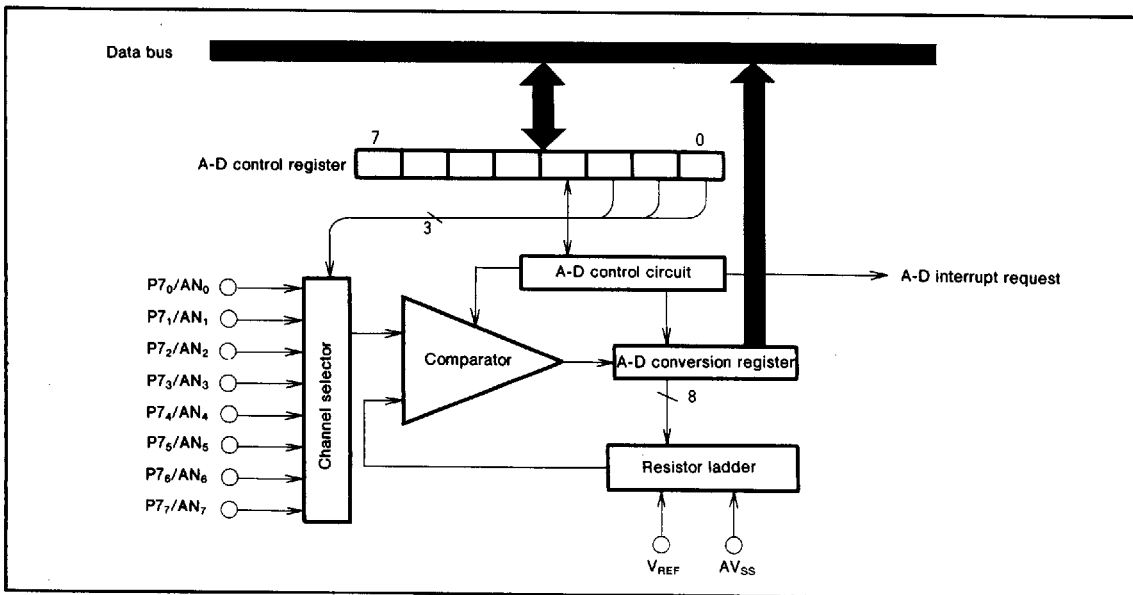 Data bus
7 0
A-D control register
3
A-D control circuit
A-D interrupt request
P7₀/AN₀
P7₁/AN₁
P7₂/AN₂
P7₃/AN₃
P7₄/AN₄
P7₅/AN₅
P7₆/AN₆
P7₇/AN₇
Channel selector
Comparator
A-D conversion register
8
Resistor ladder
V_REF AV_SS